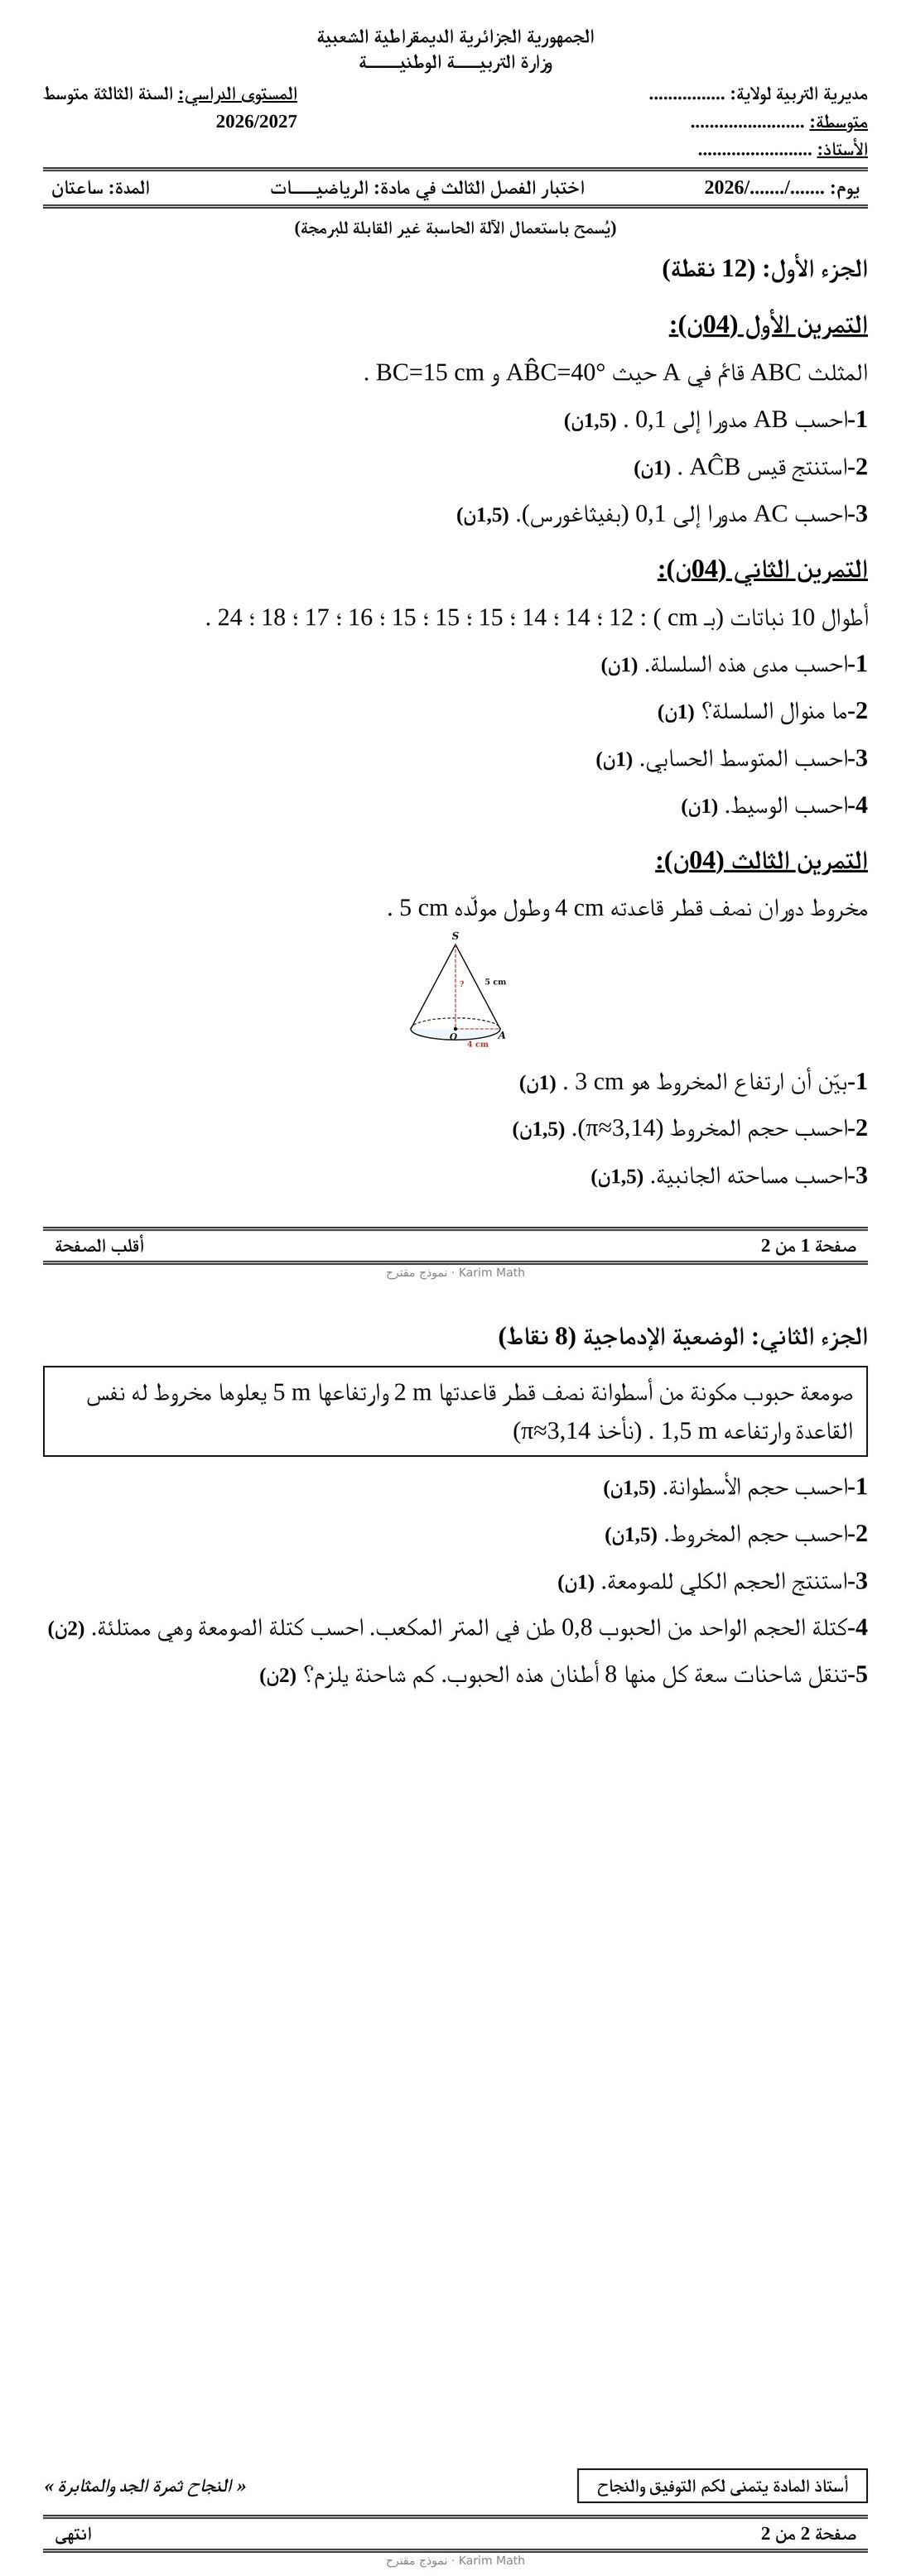 الجمهورية الجزائرية الديمقراطية الشعبية
وزارة التربيـــــة الوطنيــــــة
مديرية التربية لولاية: ................
المستوى الدراسي: السنة الثالثة متوسط
متوسطة: ........................
2026/2027
الأستاذ: ........................
يوم: ......./......./2026
اختبار الفصل الثالث في مادة: الرياضيـــــات
المدة: ساعتان
(يُسمح باستعمال الآلة الحاسبة غير القابلة للبرمجة)
الجزء الأول: (12 نقطة)
التمرين الأول (04ن):
المثلث ABC قائم في A حيث AB̂C=40° و BC=15 cm .
1-احسب AB مدورا إلى 0,1 . (1,5ن)
2-استنتج قيس AĈB . (1ن)
3-احسب AC مدورا إلى 0,1 (بفيثاغورس). (1,5ن)
التمرين الثاني (04ن):
أطوال 10 نباتات (بـ cm ) : 12 ؛ 14 ؛ 14 ؛ 15 ؛ 15 ؛ 15 ؛ 16 ؛ 17 ؛ 18 ؛ 24 .
1-احسب مدى هذه السلسلة. (1ن)
2-ما منوال السلسلة؟ (1ن)
3-احسب المتوسط الحسابي. (1ن)
4-احسب الوسيط. (1ن)
التمرين الثالث (04ن):
مخروط دوران نصف قطر قاعدته 4 cm وطول مولّده 5 cm .
S
? 5 cm
O A
4 cm
1-بيّن أن ارتفاع المخروط هو 3 cm . (1ن)
2-احسب حجم المخروط (π≈3,14). (1,5ن)
3-احسب مساحته الجانبية. (1,5ن)
صفحة 1 من 2
أقلب الصفحة
نموذج مقترح · Karim Math
الجزء الثاني: الوضعية الإدماجية (8 نقاط)
صومعة حبوب مكونة من أسطوانة نصف قطر قاعدتها 2 m وارتفاعها 5 m يعلوها مخروط له نفس
القاعدة وارتفاعه 1,5 m . (نأخذ π≈3,14)
1-احسب حجم الأسطوانة. (1,5ن)
2-احسب حجم المخروط. (1,5ن)
3-استنتج الحجم الكلي للصومعة. (1ن)
4-كتلة الحجم الواحد من الحبوب 0,8 طن في المتر المكعب. احسب كتلة الصومعة وهي ممتلئة. (2ن)
5-تنقل شاحنات سعة كل منها 8 أطنان هذه الحبوب. كم شاحنة يلزم؟ (2ن)
أستاذ المادة يتمنى لكم التوفيق والنجاح
« النجاح ثمرة الجد والمثابرة »
صفحة 2 من 2
انتهى
نموذج مقترح · Karim Math